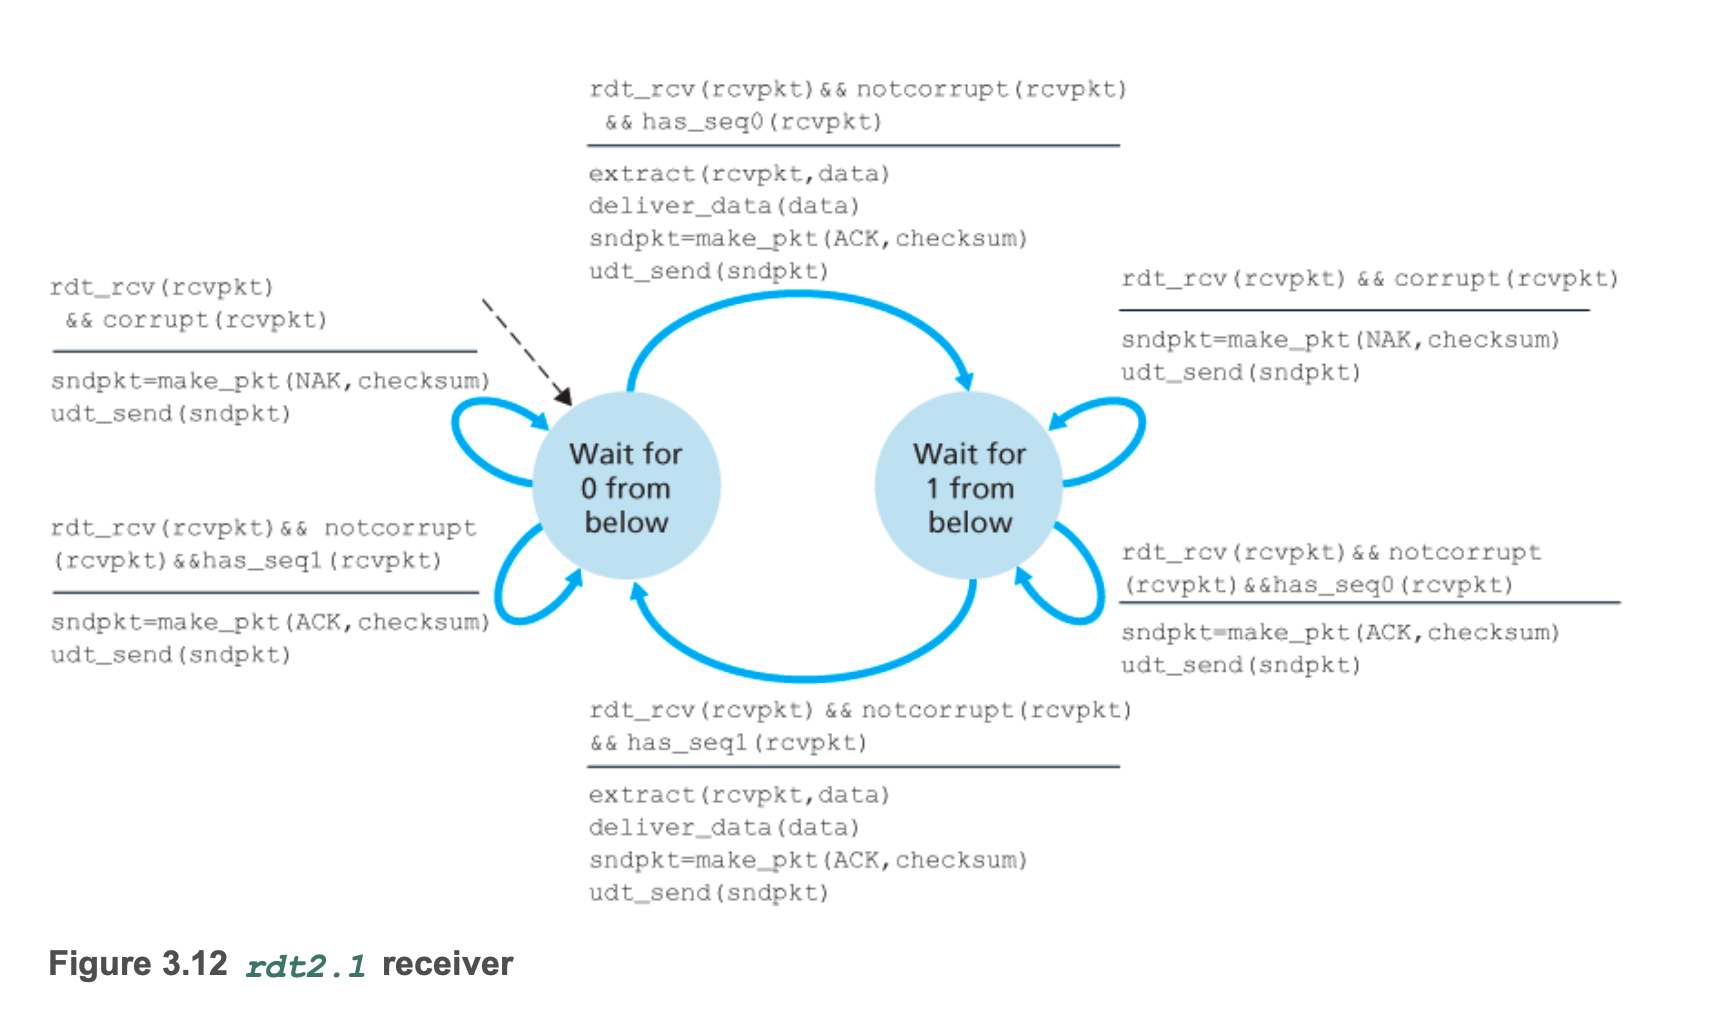 rdt_rcv(rcvpkt)&& notcorrupt(rcvpkt)
&& has_seq0(rcvpkt)
extract(rcvpkt,data)
deliver_data(data)
sndpkt=make_pkt(ACK,checksum)
udt_send(sndpkt)
rdt_rcv(rcvpkt)
&& corrupt(rcvpkt)
sndpkt=make_pkt(NAK,checksum)
udt_send(sndpkt)
rdt_rcv(rcvpkt) && corrupt(rcvpkt)
sndpkt=make_pkt(NAK,checksum)
udt_send(sndpkt)
Wait for
0 from
below
Wait for
1 from
below
rdt_rcv(rcvpkt)&& notcorrupt
(rcvpkt)&&has_seq1(rcvpkt)
sndpkt=make_pkt(ACK,checksum)
udt_send(sndpkt)
rdt_rcv(rcvpkt)&& notcorrupt
(rcvpkt)&&has_seq0(rcvpkt)
sndpkt=make_pkt(ACK,checksum)
udt_send(sndpkt)
rdt_rcv(rcvpkt) && notcorrupt(rcvpkt)
&& has_seq1(rcvpkt)
extract(rcvpkt,data)
deliver_data(data)
sndpkt=make_pkt(ACK,checksum)
udt_send(sndpkt)
Figure 3.12 rdt2.1 receiver